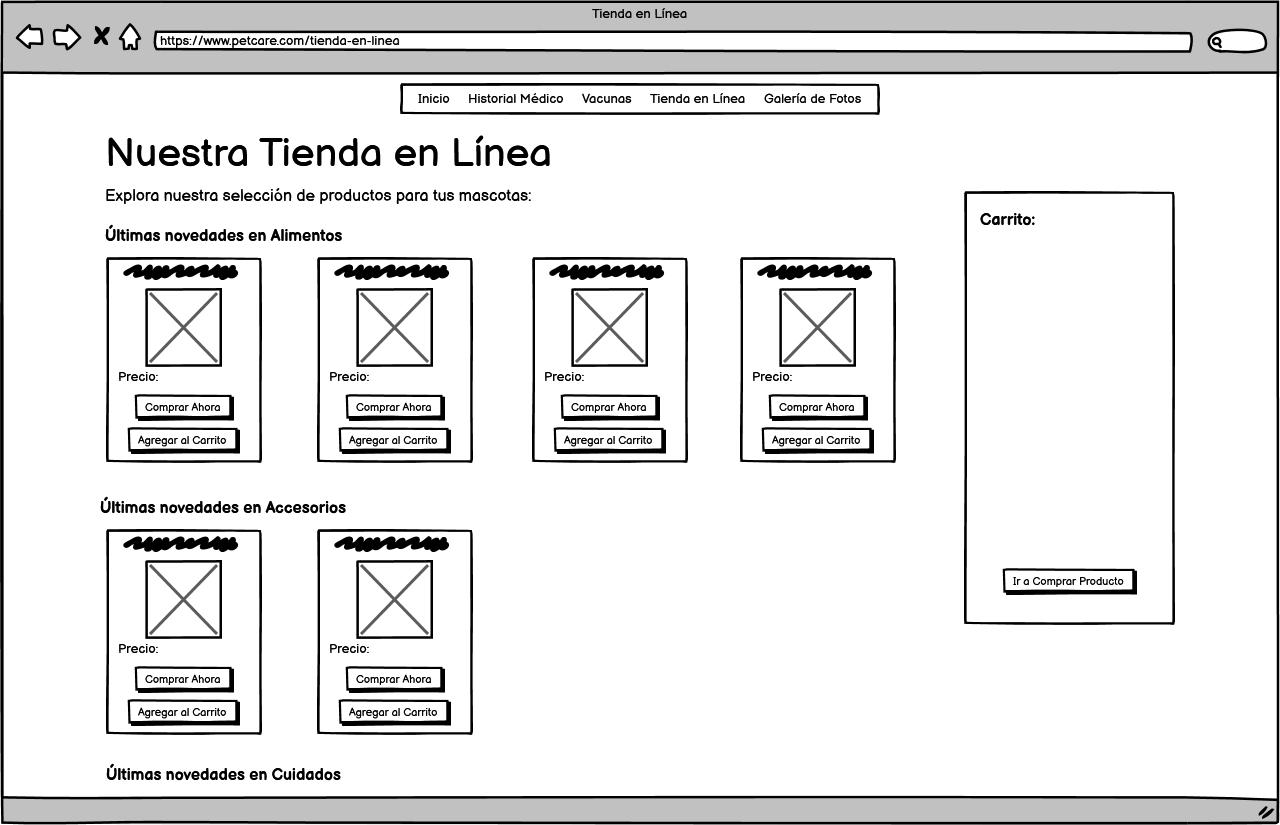 Tienda en Línea
https://www.petcare.com/tienda-en-linea
Inicio Historial Médico Vacunas Tienda en Línea Galería de Fotos
Nuestra Tienda en Línea
Explora nuestra selección de productos para tus mascotas:
Carrito:
Últimas novedades en Alimentos
Precio: Precio: Precio: Precio:
Comprar Ahora Comprar Ahora Comprar Ahora Comprar Ahora
Agregar al Carrito Agregar al Carrito Agregar al Carrito Agregar al Carrito
Últimas novedades en Accesorios
Ir a Comprar Producto
Precio: Precio:
Comprar Ahora Comprar Ahora
Agregar al Carrito Agregar al Carrito
Últimas novedades en Cuidados